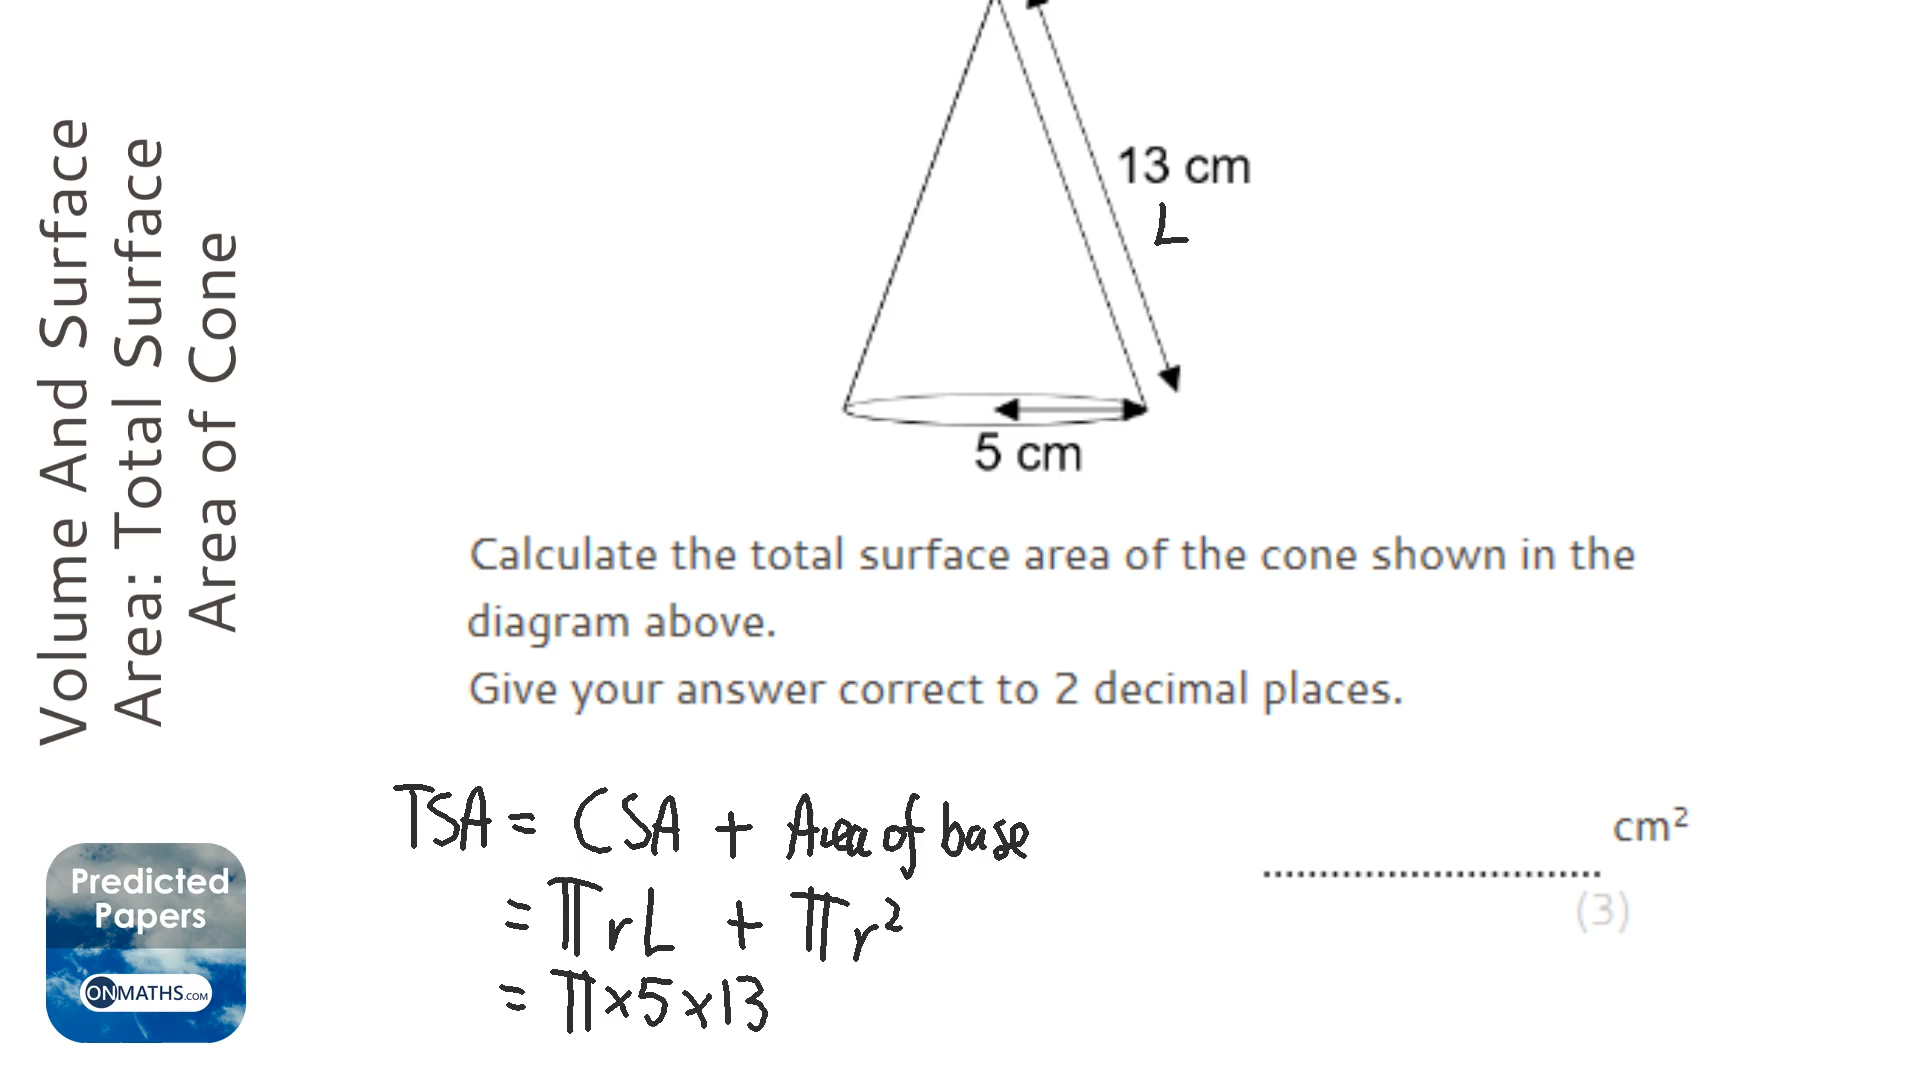 Volume And Surface
Area: Total Surface
Area of Cone
13 cm
L
5 cm
Calculate the total surface area of the cone shown in the
diagram above.
Give your answer correct to 2 decimal places.
TSA = CSA + Area of base
= πrL + πr²
= π×5×13
............................ cm²
(3)
Predicted
Papers
ONMATHS.COM